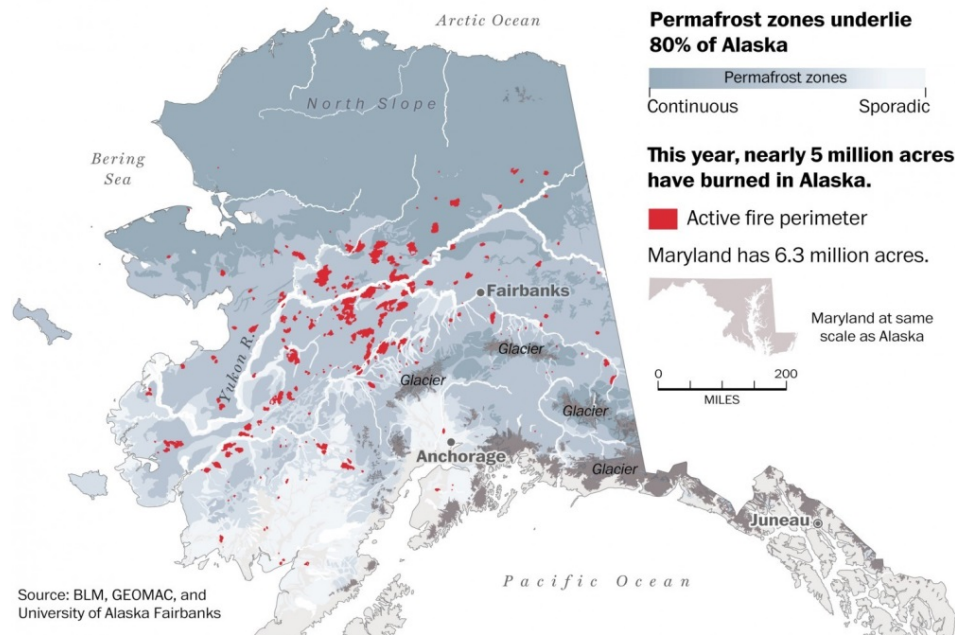 Arctic Ocean
Permafrost zones underlie
80% of Alaska
Permafrost zones
Continuous
Sporadic
North Slope
Bering
Sea
This year, nearly 5 million acres
have burned in Alaska.
Active fire perimeter
Maryland has 6.3 million acres.
Maryland at same
scale as Alaska
0
200
MILES
Fairbanks
Yukon R.
Glacier
Glacier
Glacier
Anchorage
Glacier
Juneau
Pacific Ocean
Source: BLM, GEOMAC, and
University of Alaska Fairbanks